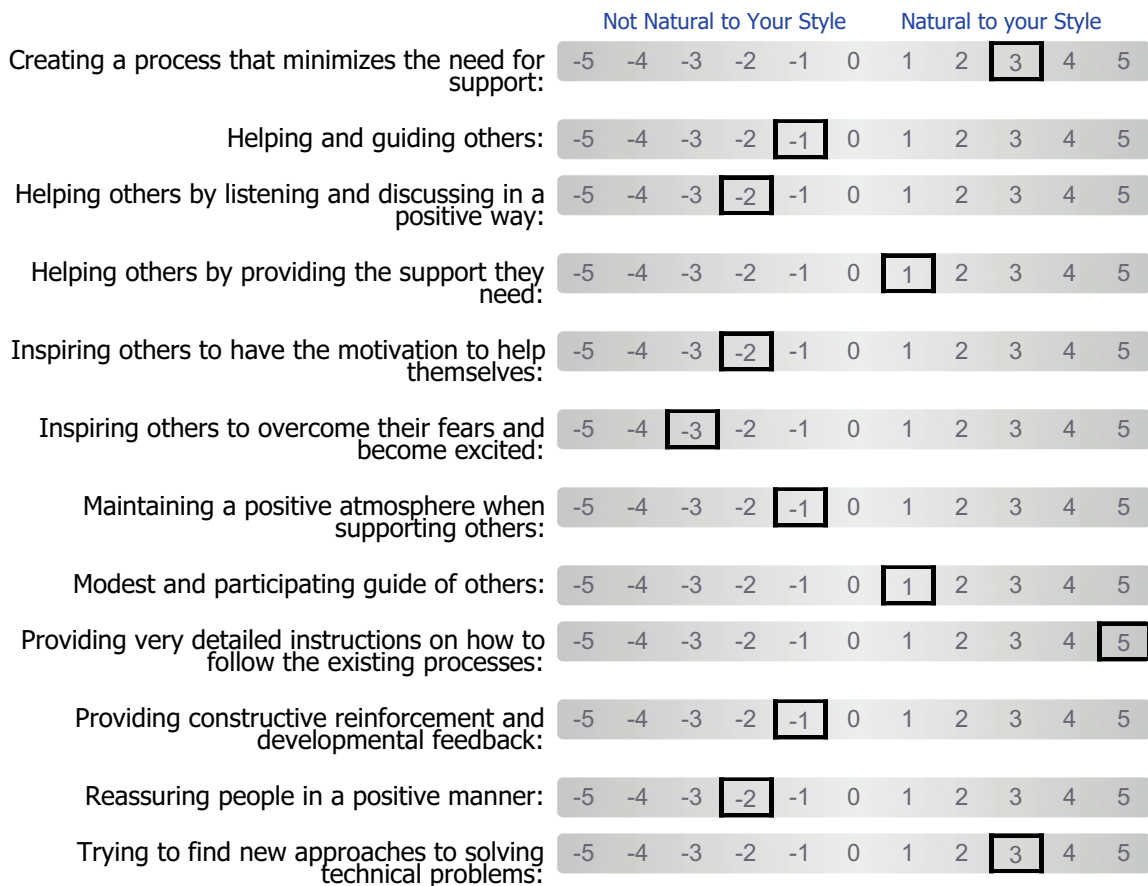 Not Natural to Your Style Natural to your Style
Creating a process that minimizes the need for
support:
-5 -4 -3 -2 -1 0 1 2 3 4 5
Helping and guiding others:
-5 -4 -3 -2 -1 0 1 2 3 4 5
Helping others by listening and discussing in a
positive way:
-5 -4 -3 -2 -1 0 1 2 3 4 5
Helping others by providing the support they
need:
-5 -4 -3 -2 -1 0 1 2 3 4 5
Inspiring others to have the motivation to help
themselves:
-5 -4 -3 -2 -1 0 1 2 3 4 5
Inspiring others to overcome their fears and
become excited:
-5 -4 -3 -2 -1 0 1 2 3 4 5
Maintaining a positive atmosphere when
supporting others:
-5 -4 -3 -2 -1 0 1 2 3 4 5
Modest and participating guide of others:
-5 -4 -3 -2 -1 0 1 2 3 4 5
Providing very detailed instructions on how to
follow the existing processes:
-5 -4 -3 -2 -1 0 1 2 3 4 5
Providing constructive reinforcement and
developmental feedback:
-5 -4 -3 -2 -1 0 1 2 3 4 5
Reassuring people in a positive manner:
-5 -4 -3 -2 -1 0 1 2 3 4 5
Trying to find new approaches to solving
technical problems:
-5 -4 -3 -2 -1 0 1 2 3 4 5